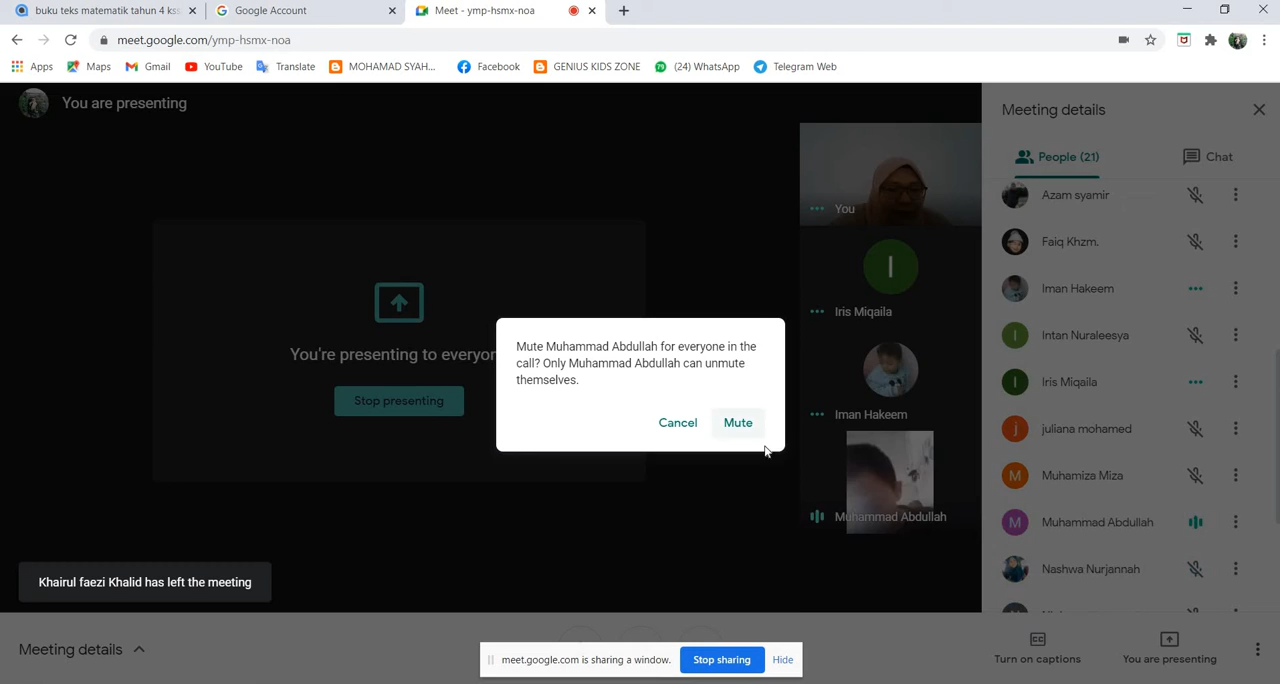 buku teks matematik tahun 4 kss
Google Account
Meet - ymp-hsmx-noa
meet.google.com/ymp-hsmx-noa
Apps
Maps
Gmail
YouTube
Translate
MOHAMAD SYAH...
Facebook
GENIUS KIDS ZONE
79
(24) WhatsApp
Telegram Web
You are presenting
Meeting details
People (21)
Chat
You
I
Iris Miqaila
Iman Hakeem
Muhammad Abdullah
You're presenting to everyon
Stop presenting
Mute Muhammad Abdullah for everyone in the
call? Only Muhammad Abdullah can unmute
themselves.
Cancel
Mute
Azam syamir
Faiq Khzm.
Iman Hakeem
I
Intan Nuraleesya
I
Iris Miqaila
j
juliana mohamed
M
Muhamiza Miza
M
Muhammad Abdullah
Nashwa Nurjannah
Khairul faezi Khalid has left the meeting
Meeting details
meet.google.com is sharing a window.
Stop sharing
Hide
Turn on captions
You are presenting